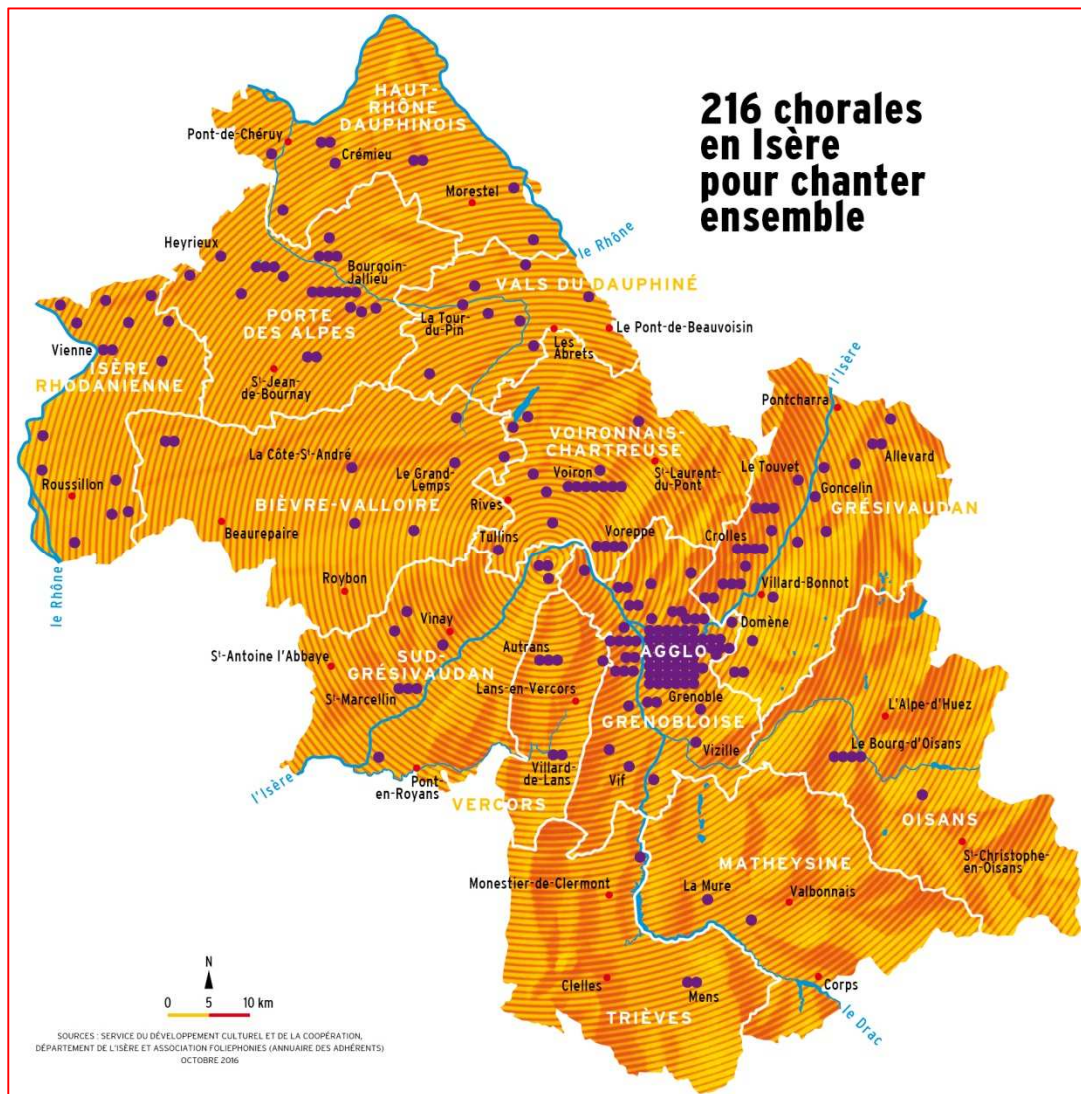 216 chorales
en Isère
pour chanter
ensemble
HAUT-
RHÔNE
DAUPHINOIS
Pont-de-Chéruy
Crémieu
Morestel
le Rhône
Heyrieux
Bourgoin-
Jallieu
VALS DU DAUPHINÉ
PORTE
DES ALPES
La Tour-
du-Pin
Le Pont-de-Beauvoisin
Les
Abrets
Vienne
ISÈRE
RHODANIENNE
St-Jean-
de-Bournay
l'Isère
Pontcharra
VOIRONNAIS-
CHARTREUSE
La Côte-St-André
Le Grand-
Lemps
Voiron
St-Laurent-
du-Pont
Le Touvet
Allevard
Goncelin
GRÉSIVAUDAN
Roussillon
BIÈVRE-VALLOIRE
Rives
Beaurepaire
Tullins
Voreppe
Crolles
le Rhône
Roybon
Villard-Bonnot
Vinay
Domène
St-Antoine l'Abbaye
SUD-
GRÉSIVAUDAN
Autrans
AGGLO
Lans-en-Vercors
St-Marcellin
Grenoble
GRENOBLOISE
L'Alpe-d'Huez
Le Bourg-d'Oisans
Vizille
l'Isère
Pont-
en-Royans
Villard-
de-Lans
Vif
VERCORS
OISANS
St-Christophe-
en-Oisans
MATHEYSINE
Monestier-de-Clermont
La Mure
Valbonnais
Clelles
Mens
Corps
TRIÈVES
le Drac
N
0 5 10 km
SOURCES : SERVICE DU DÉVELOPPEMENT CULTUREL ET DE LA COOPÉRATION,
DÉPARTEMENT DE L'ISÈRE ET ASSOCIATION FOLIEPHONIES (ANNUAIRE DES ADHÉRENTS)
OCTOBRE 2016